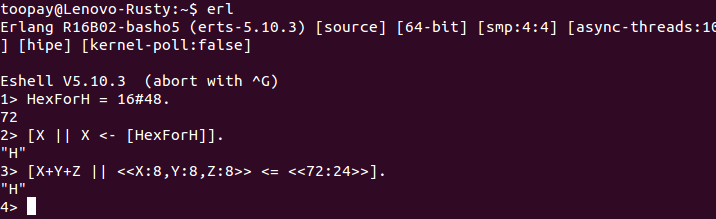 toopay@Lenovo-Rusty:~$ erl
Erlang R16B02-basho5 (erts-5.10.3) [source] [64-bit] [smp:4:4] [async-threads:10
] [hipe] [kernel-poll:false]
Eshell V5.10.3  (abort with ^G)
1> HexForH = 16#48.
72
2> [X || X <- [HexForH]].
"H"
3> [X+Y+Z || <<X:8,Y:8,Z:8>> <= <<72:24>>].
"H"
4>